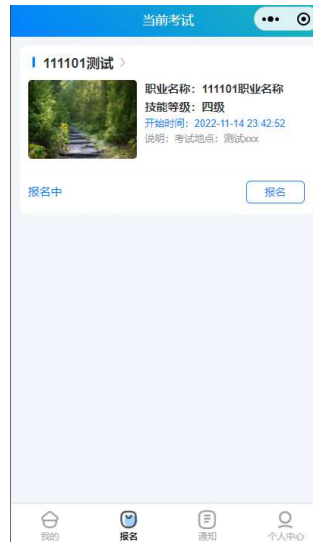 当前考试
111101测试
职业名称：111101职业名称
技能等级：四级
开始时间：2022-11-14 23:42:52
说明：考试地点：测试xxx
报名中
报名
我的
报名
通知
个人中心